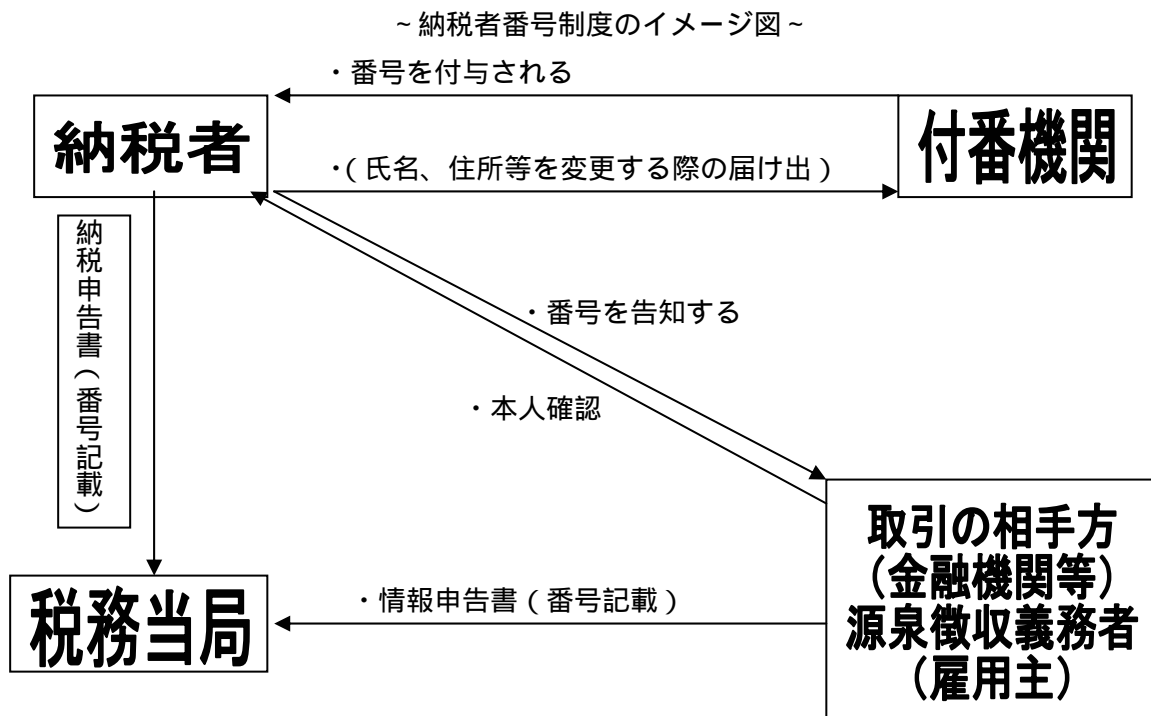 ~納税者番号制度のイメージ図~
・番号を付与される
納税者
付番機関
・(氏名、住所等を変更する際の届け出)
納税申告書(番号記載)
・番号を告知する
・本人確認
取引の相手方
(金融機関等)
源泉徴収義務者
(雇用主)
・情報申告書(番号記載)
税務当局